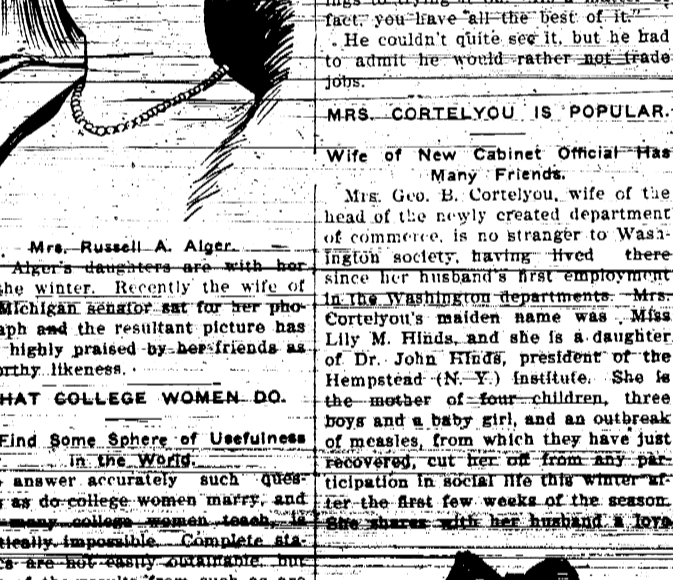 Mrs. Russell A. Alger.
Alger's daughters are with her
the winter. Recently the wife of
Michigan senator sat for her pho-
aph and the resultant picture has
highly praised by her friends as
orthy likeness.
HAT COLLEGE WOMEN DO.
Find Some Sphere of Usefulness
in the World.
answer accurately such ques-
as do college women marry, and
many college women teach, is
tically impossible. Complete sta-
s are not easily obtainable, but
fact, you have "all the best of it."
He couldn't quite see it, but he had
to admit he would rather not trade
jobs.
MRS. CORTELYOU IS POPULAR.
Wife of New Cabinet Official Has
Many Friends.
Mrs. Geo. B. Cortelyou, wife of the
head of the newly created department
of commerce, is no stranger to Wash-
ington society, having lived there
since her husband's first employment
in the Washington departments. Mrs.
Cortelyou's maiden name was Miss
Lily M. Hinds, and she is a daughter
of Dr. John Hinds, president of the
Hempstead (N. Y.) Institute. She is
the mother of four children, three
boys and a baby girl, and an outbreak
of measles, from which they have just
recovered, cut her off from any par-
ticipation in social life this winter af-
ter the first few weeks of the season.
She shares with her husband a love